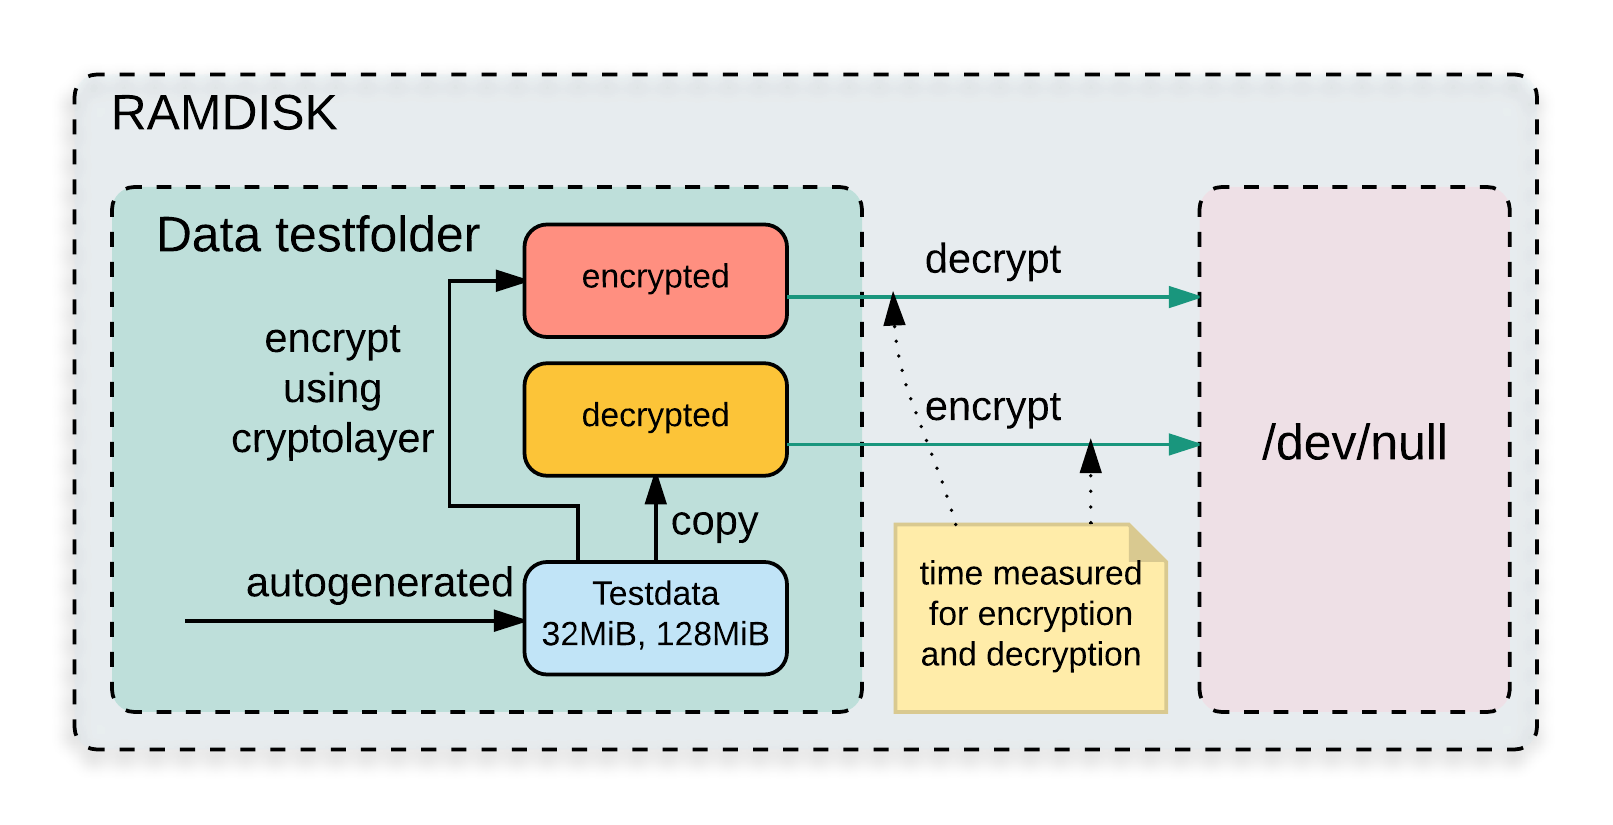 RAMDISK
Data testfolder
encrypted
decrypt
encrypt
using
cryptolayer
decrypted
encrypt
/dev/null
copy
autogenerated
Testdata
32MiB, 128MiB
time measured
for encryption
and decryption